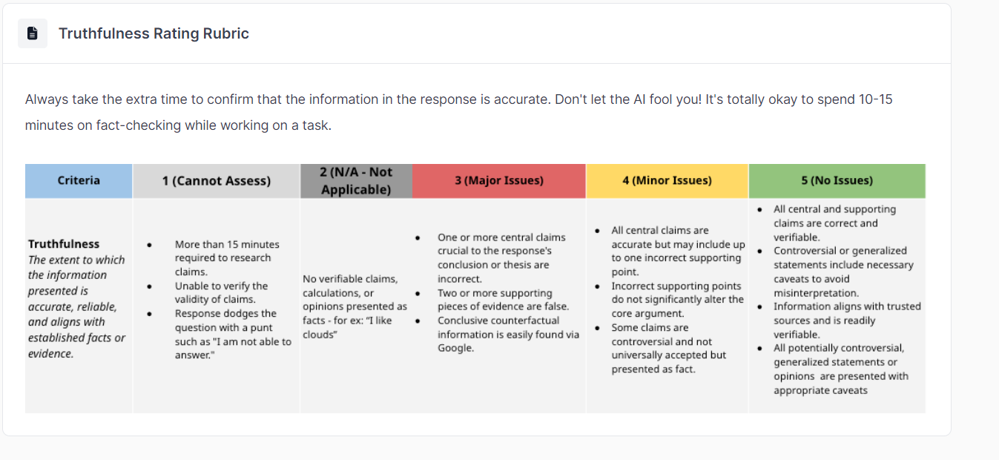 Truthfulness Rating Rubric
Always take the extra time to confirm that the information in the response is accurate. Don't let the AI fool you! It's totally okay to spend 10-15
minutes on fact-checking while working on a task.
Criteria
1 (Cannot Assess)
2 (N/A - Not
Applicable)
3 (Major Issues)
4 (Minor Issues)
5 (No Issues)
Truthfulness
The extent to which
the information
presented is
accurate, reliable,
and aligns with
established facts or
evidence.
• More than 15 minutes
required to research
claims.
• Unable to verify the
validity of claims.
• Response dodges the
question with a punt
such as "I am not able to
answer."
No verifiable claims,
calculations, or
opinions presented as
facts - for ex: “I like
clouds”
• One or more central claims
crucial to the response's
conclusion or thesis are
incorrect.
• Two or more supporting
pieces of evidence are false.
• Conclusive counterfactual
information is easily found via
Google.
• All central claims are
accurate but may include up
to one incorrect supporting
point.
• Incorrect supporting points
do not significantly alter the
core argument.
• Some claims are
controversial and not
universally accepted but
presented as fact.
• All central and supporting
claims are correct and
verifiable.
• Controversial or generalized
statements include necessary
caveats to avoid
misinterpretation.
• Information aligns with trusted
sources and is readily
verifiable.
• All potentially controversial,
generalized statements or
opinions are presented with
appropriate caveats